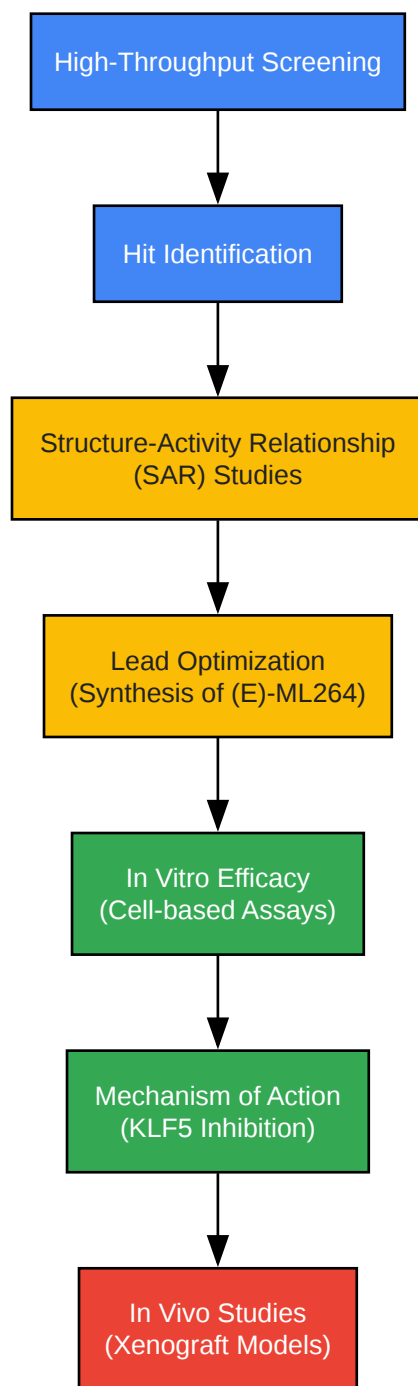 High-Throughput Screening
Hit Identification
Structure-Activity Relationship
(SAR) Studies
Lead Optimization
(Synthesis of (E)-ML264)
In Vitro Efficacy
(Cell-based Assays)
Mechanism of Action
(KLF5 Inhibition)
In Vivo Studies
(Xenograft Models)